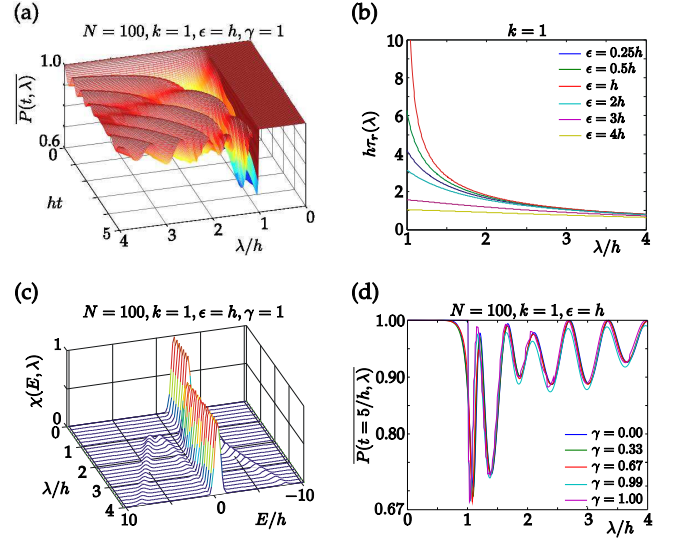 (a)
N = 100, k = 1, ϵ = h, γ = 1
P(t, λ)
1.0
0.8
0.6
0
ht
5
4
3
2
1
0
λ/h
(b)
k = 1
hτr(λ)
10
8
6
4
2
0
1
2
3
4
λ/h
ϵ = 0.25h
ϵ = 0.5h
ϵ = h
ϵ = 2h
ϵ = 3h
ϵ = 4h
(c)
N = 100, k = 1, ϵ = h, γ = 1
χ(E, λ)
1
0
0
1
2
3
4
λ/h
10
0
−10
E/h
(d)
N = 100, k = 1, ϵ = h
P(t = 5/h, λ)
1.00
0.90
0.80
0.67
0
1
2
3
4
λ/h
γ = 0.00
γ = 0.33
γ = 0.67
γ = 0.99
γ = 1.00